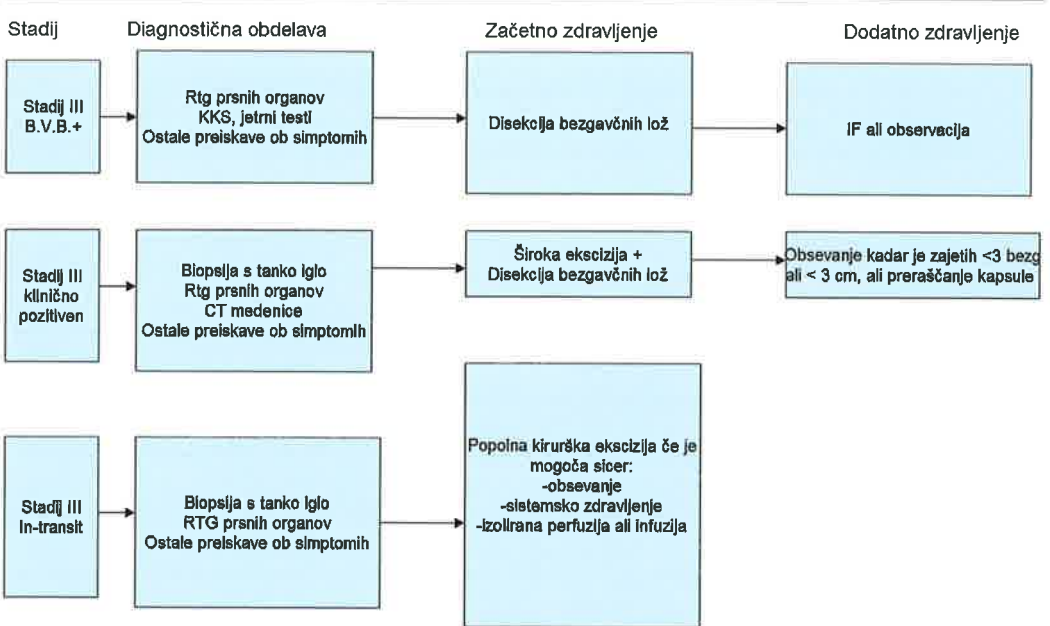 Stadij
Diagnostična obdelava
Začetno zdravljenje
Dodatno zdravljenje
Stadij III
B.V.B.+
Rtg prsnih organov
KKS, jetrni testi
Ostale preiskave ob simptomih
Disekcija bezgavčnih lož
IF ali observacija
Stadij III
klinično
pozitiven
Biopsija s tanko iglo
Rtg prsnih organov
CT medenice
Ostale preiskave ob simptomih
Široka ekscizija +
Disekcija bezgavčnih lož
Obsevanje kadar je zajetih <3 bezg
ali < 3 cm, ali preraščanje kapsule
Stadij III
In-transit
Biopsija s tanko iglo
RTG prsnih organov
Ostale preiskave ob simptomih
Popolna kirurška ekscizija če je
mogoča sicer:
-obsevanje
-sistemsko zdravljenje
-izolirana perfuzija ali infuzija